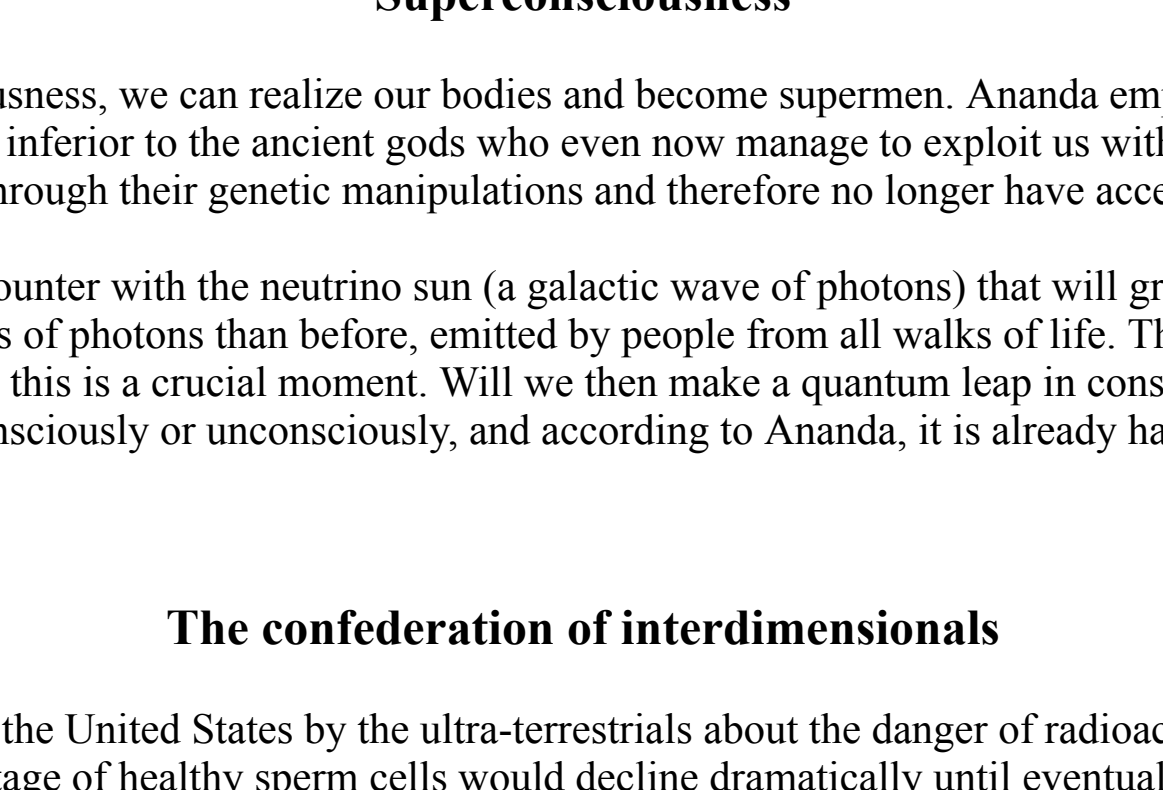 Superconsciousness
usness, we can realize our bodies and become supermen. Ananda em
inferior to the ancient gods who even now manage to exploit us with
hrough their genetic manipulations and therefore no longer have acce
ounter with the neutrino sun (a galactic wave of photons) that will gr
s of photons than before, emitted by people from all walks of life. Th
this is a crucial moment. Will we then make a quantum leap in cons
nsciously or unconsciously, and according to Ananda, it is already ha
The confederation of interdimensionals
the United States by the ultra-terrestrials about the danger of radioac
tage of healthy sperm cells would decline dramatically until eventual